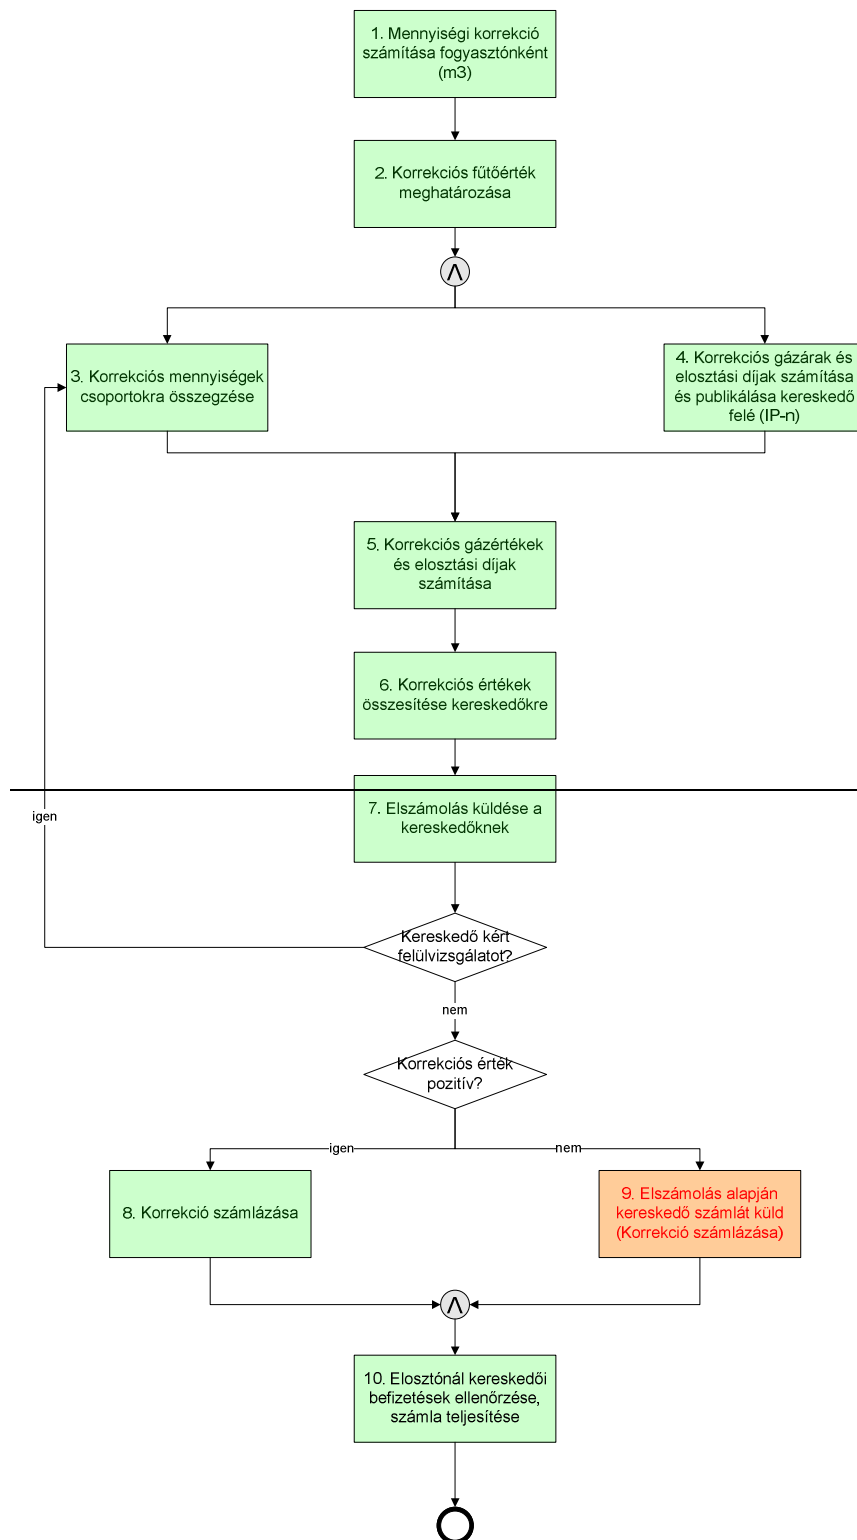 1. Mennyiségi korrekció
számítása fogyasztónként
(m3)
2. Korrekciós fűtőérték
meghatározása
Λ
3. Korrekciós mennyiségek
csoportokra összegzése
4. Korrekciós gázárak és
elosztási díjak számítása
és publikálása kereskedő
felé (IP-n)
5. Korrekciós gázértékek
és elosztási díjak
számítása
6. Korrekciós értékek
összesítése kereskedőkre
7. Elszámolás küldése a
kereskedőknek
igen
Kereskedő kért
felülvizsgálatot?
nem
Korrekciós érték
pozitív?
igen
nem
8. Korrekció számlázása
9. Elszámolás alapján
kereskedő számlát küld
(Korrekció számlázása)
Λ
10. Elosztónál kereskedői
befizetések ellenőrzése,
számla teljesítése